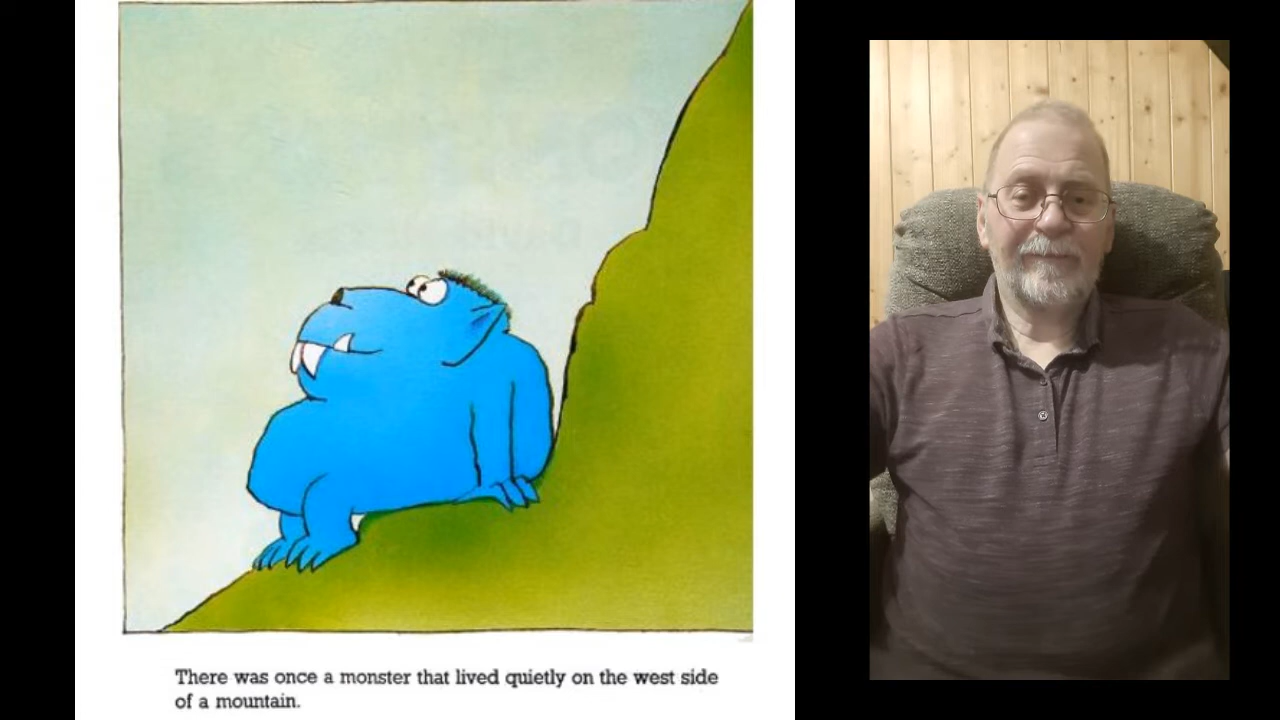 There was once a monster that lived quietly on the west side
of a mountain.